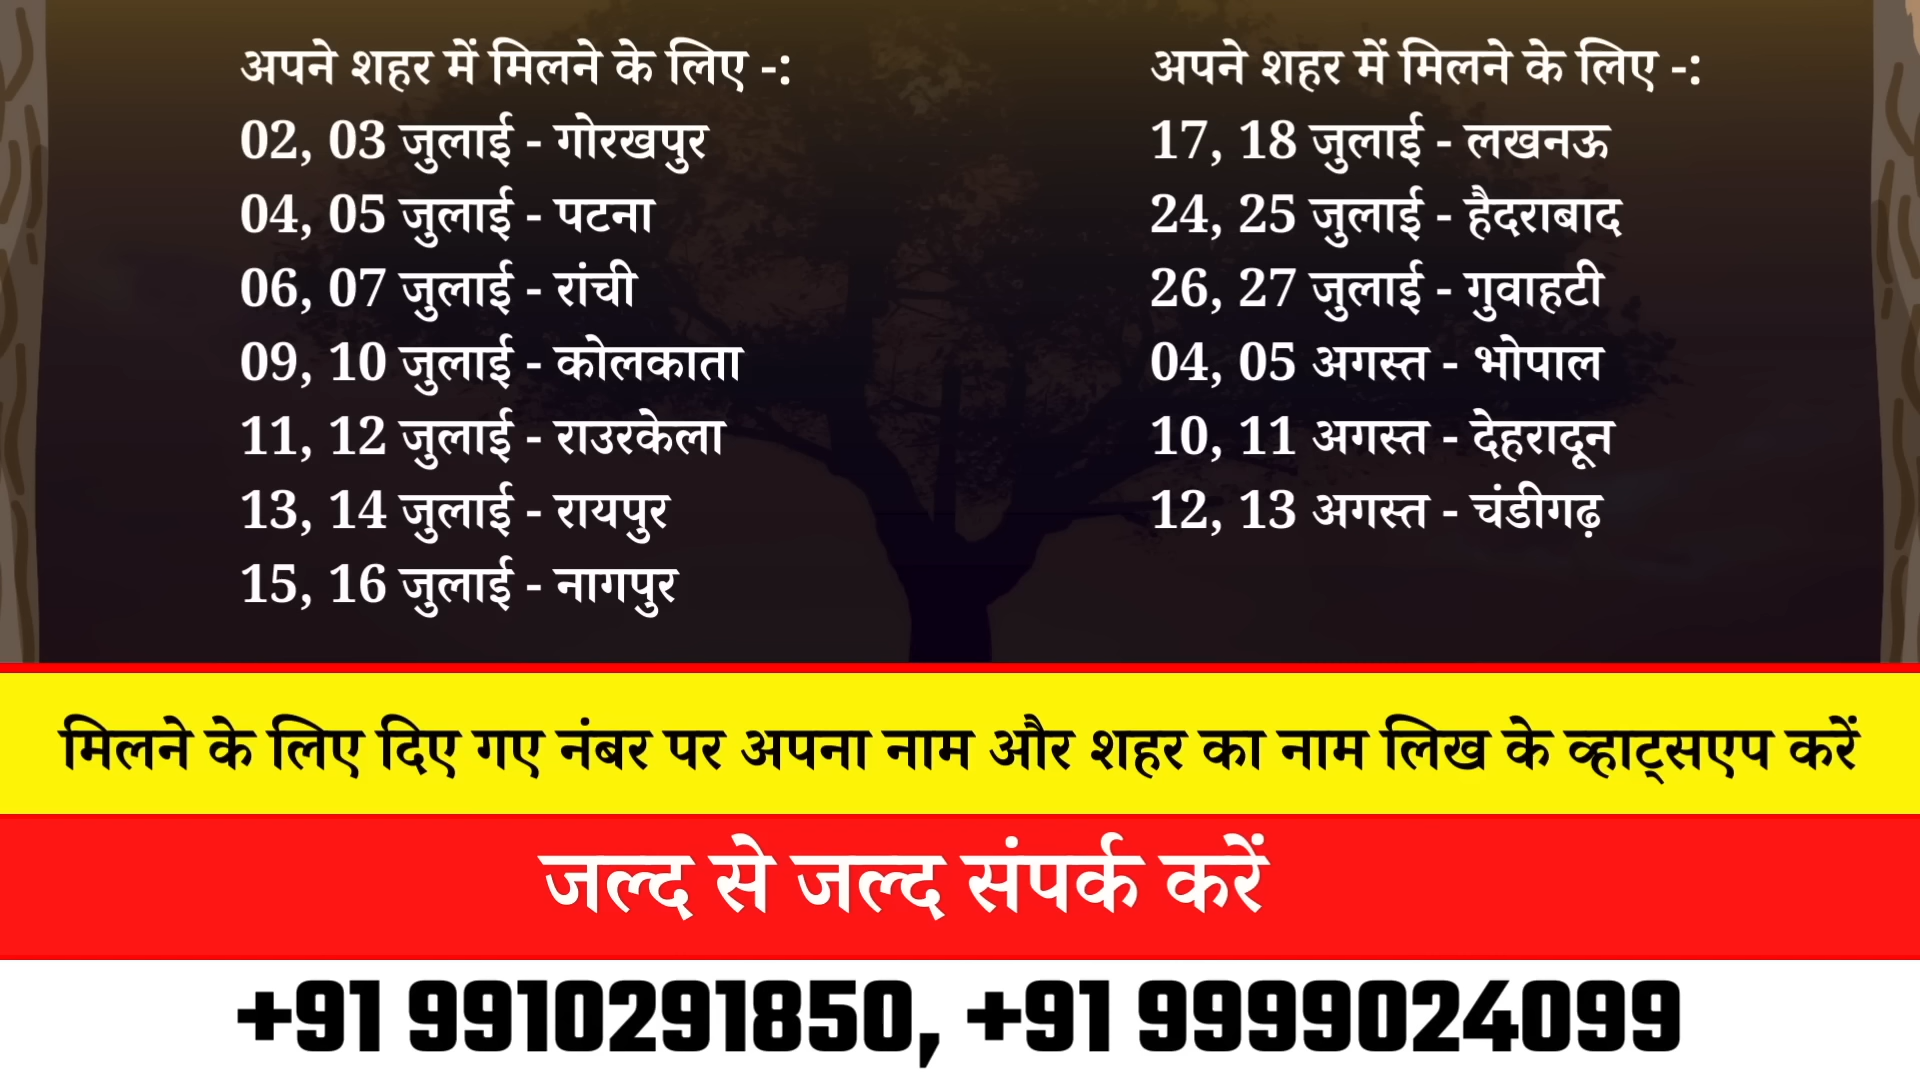 अपने शहर में मिलने के लिए -:
02, 03 जुलाई - गोरखपुर
04, 05 जुलाई - पटना
06, 07 जुलाई - रांची
09, 10 जुलाई - कोलकाता
11, 12 जुलाई - राउरकेला
13, 14 जुलाई - रायपुर
15, 16 जुलाई - नागपुर
अपने शहर में मिलने के लिए -:
17, 18 जुलाई - लखनऊ
24, 25 जुलाई - हैदराबाद
26, 27 जुलाई - गुवाहटी
04, 05 अगस्त - भोपाल
10, 11 अगस्त - देहरादून
12, 13 अगस्त - चंडीगढ़
मिलने के लिए दिए गए नंबर पर अपना नाम और शहर का नाम लिख के व्हाट्सएप करें
जल्द से जल्द संपर्क करें
+91 9910291850, +91 9999024099